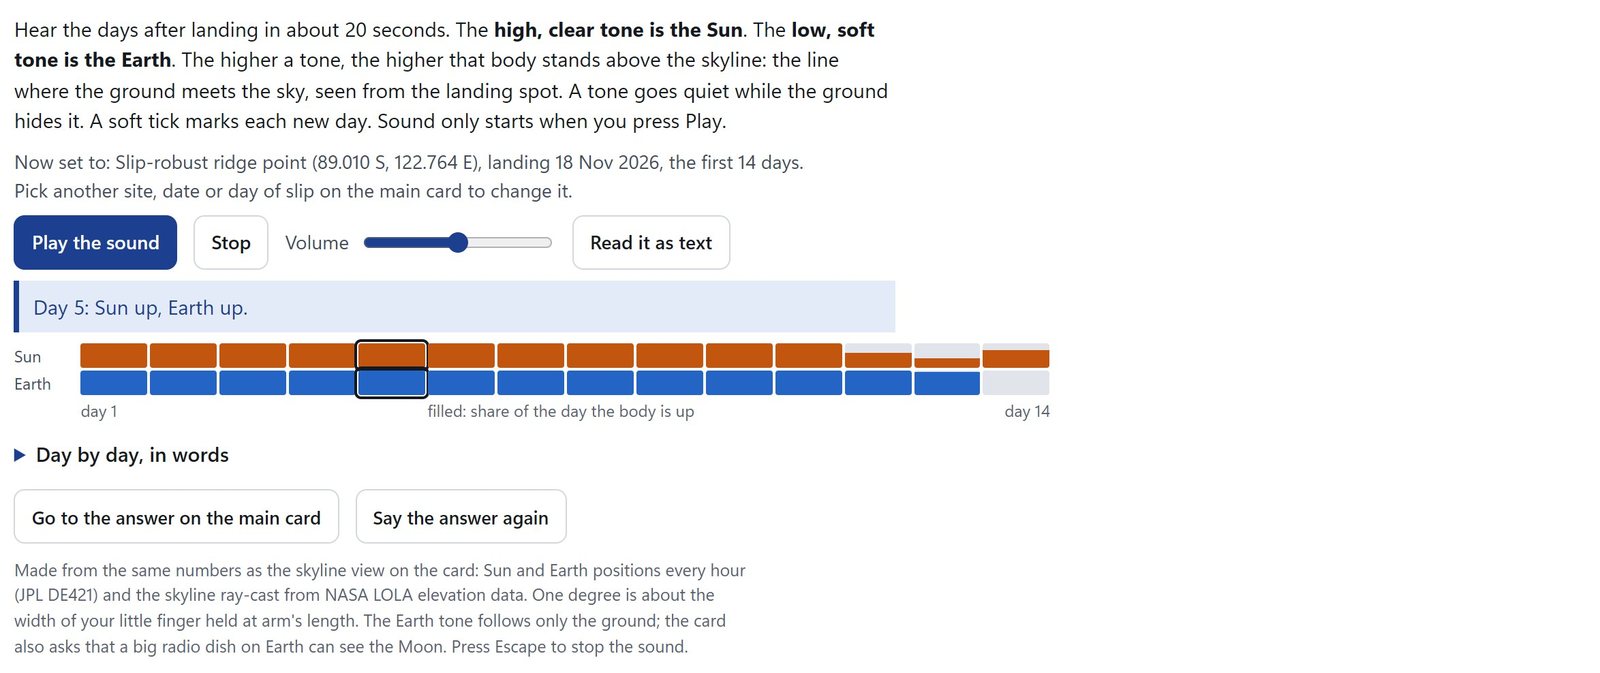 Hear the days after landing in about 20 seconds. The high, clear tone is the Sun. The low, soft
tone is the Earth. The higher a tone, the higher that body stands above the skyline: the line
where the ground meets the sky, seen from the landing spot. A tone goes quiet while the ground
hides it. A soft tick marks each new day. Sound only starts when you press Play.
Now set to: Slip-robust ridge point (89.010 S, 122.764 E), landing 18 Nov 2026, the first 14 days.
Pick another site, date or day of slip on the main card to change it.
Play the sound Stop Volume Read it as text
Day 5: Sun up, Earth up.
Sun
Earth
day 1 filled: share of the day the body is up day 14
Day by day, in words
Go to the answer on the main card Say the answer again
Made from the same numbers as the skyline view on the card: Sun and Earth positions every hour
(JPL DE421) and the skyline ray-cast from NASA LOLA elevation data. One degree is about the
width of your little finger held at arm's length. The Earth tone follows only the ground; the card
also asks that a big radio dish on Earth can see the Moon. Press Escape to stop the sound.